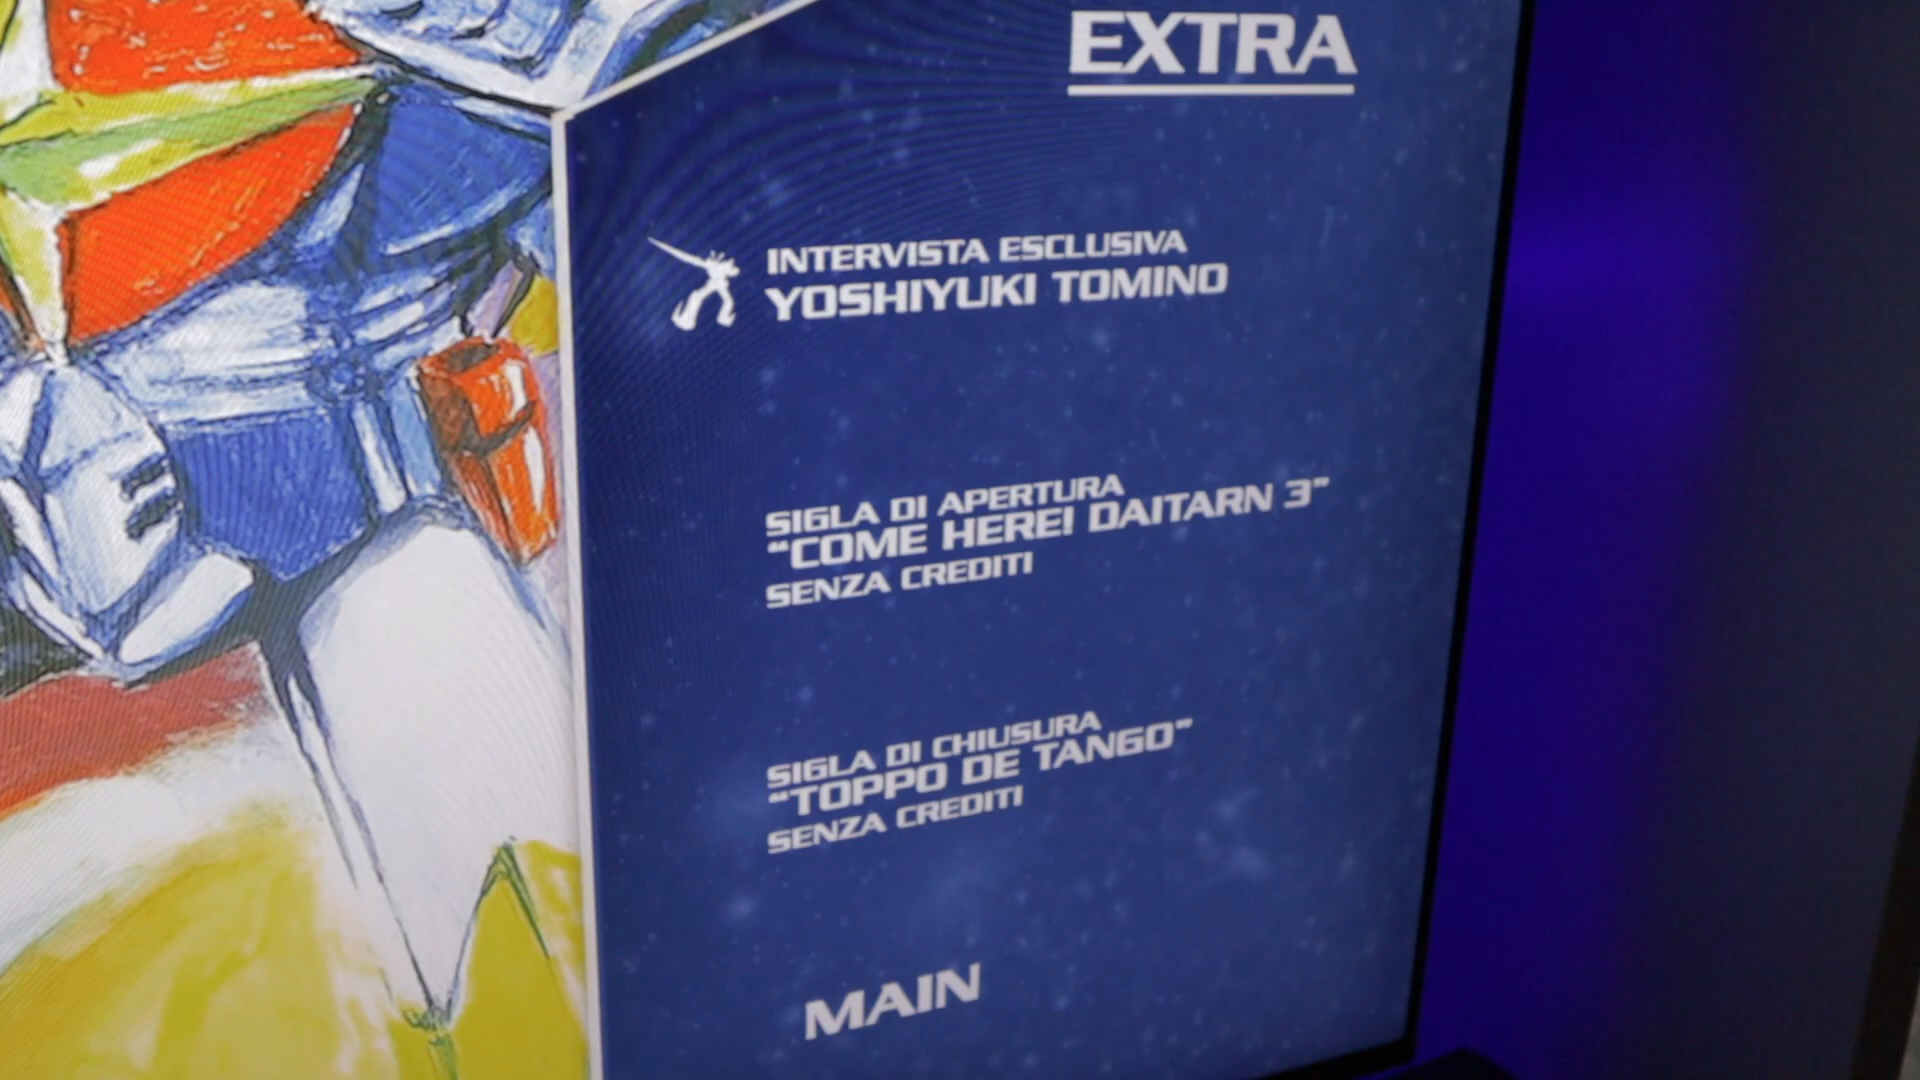 EXTRA
INTERVISTA ESCLUSIVA
YOSHIYUKI TOMINO
SIGLA DI APERTURA
“COME HERE! DAITARN 3”
SENZA CREDITI
SIGLA DI CHIUSURA
“TOPPO DE TANGO”
SENZA CREDITI
MAIN